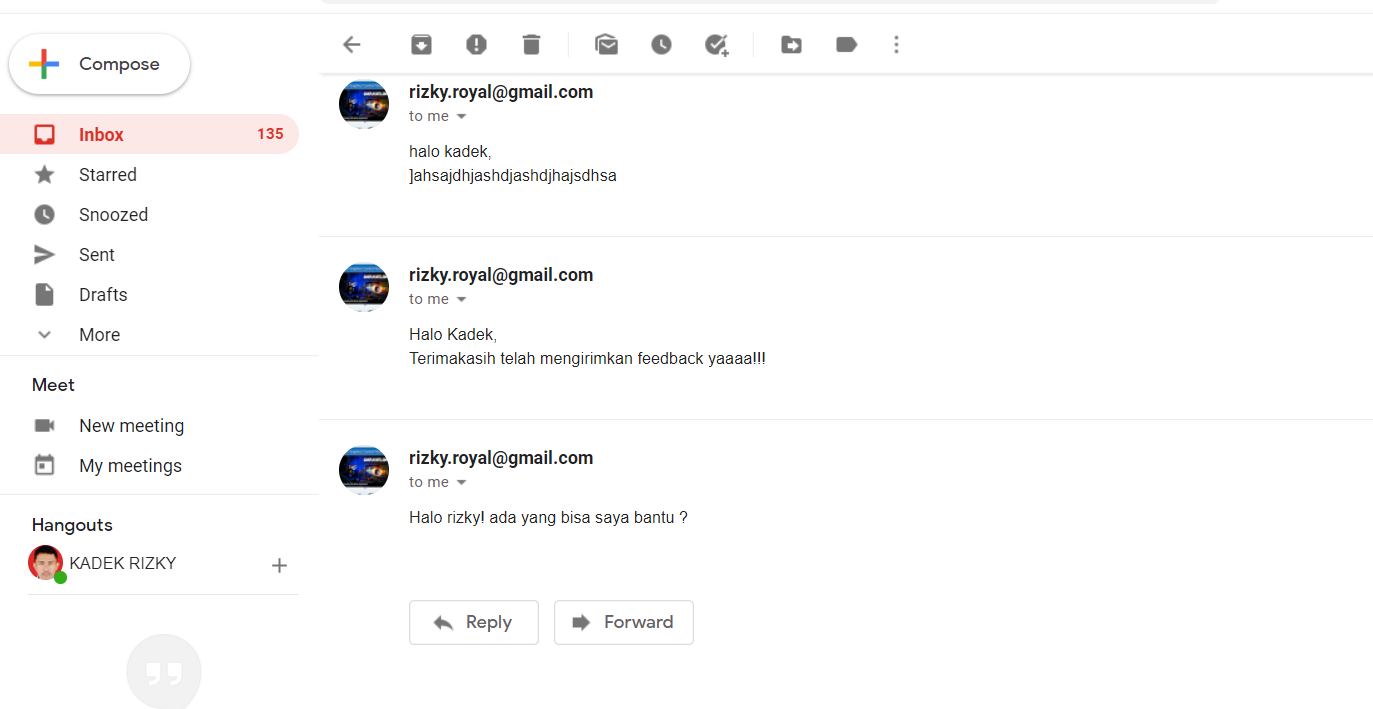 Compose
Inbox 135
Starred
Snoozed
Sent
Drafts
More
Meet
New meeting
My meetings
Hangouts
KADEK RIZKY
rizky.royal@gmail.com
to me
halo kadek,
]ahsajdhjashdjashdjhajsdhsa
rizky.royal@gmail.com
to me
Halo Kadek,
Terimakasih telah mengirimkan feedback yaaaa!!!
rizky.royal@gmail.com
to me
Halo rizky! ada yang bisa saya bantu ?
Reply
Forward